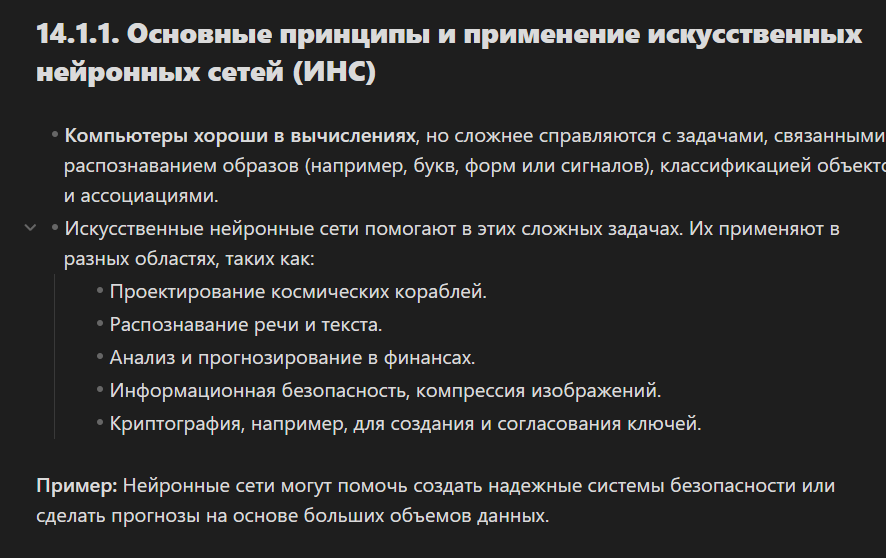 14.1.1. Основные принципы и применение искусственных
нейронных сетей (ИНС)
• Компьютеры хороши в вычислениях, но сложнее справляются с задачами, связанными
распознаванием образов (например, букв, форм или сигналов), классификацией объекто
и ассоциациями.
• Искусственные нейронные сети помогают в этих сложных задачах. Их применяют в
разных областях, таких как:
• Проектирование космических кораблей.
• Распознавание речи и текста.
• Анализ и прогнозирование в финансах.
• Информационная безопасность, компрессия изображений.
• Криптография, например, для создания и согласования ключей.
Пример: Нейронные сети могут помочь создать надежные системы безопасности или
сделать прогнозы на основе больших объемов данных.